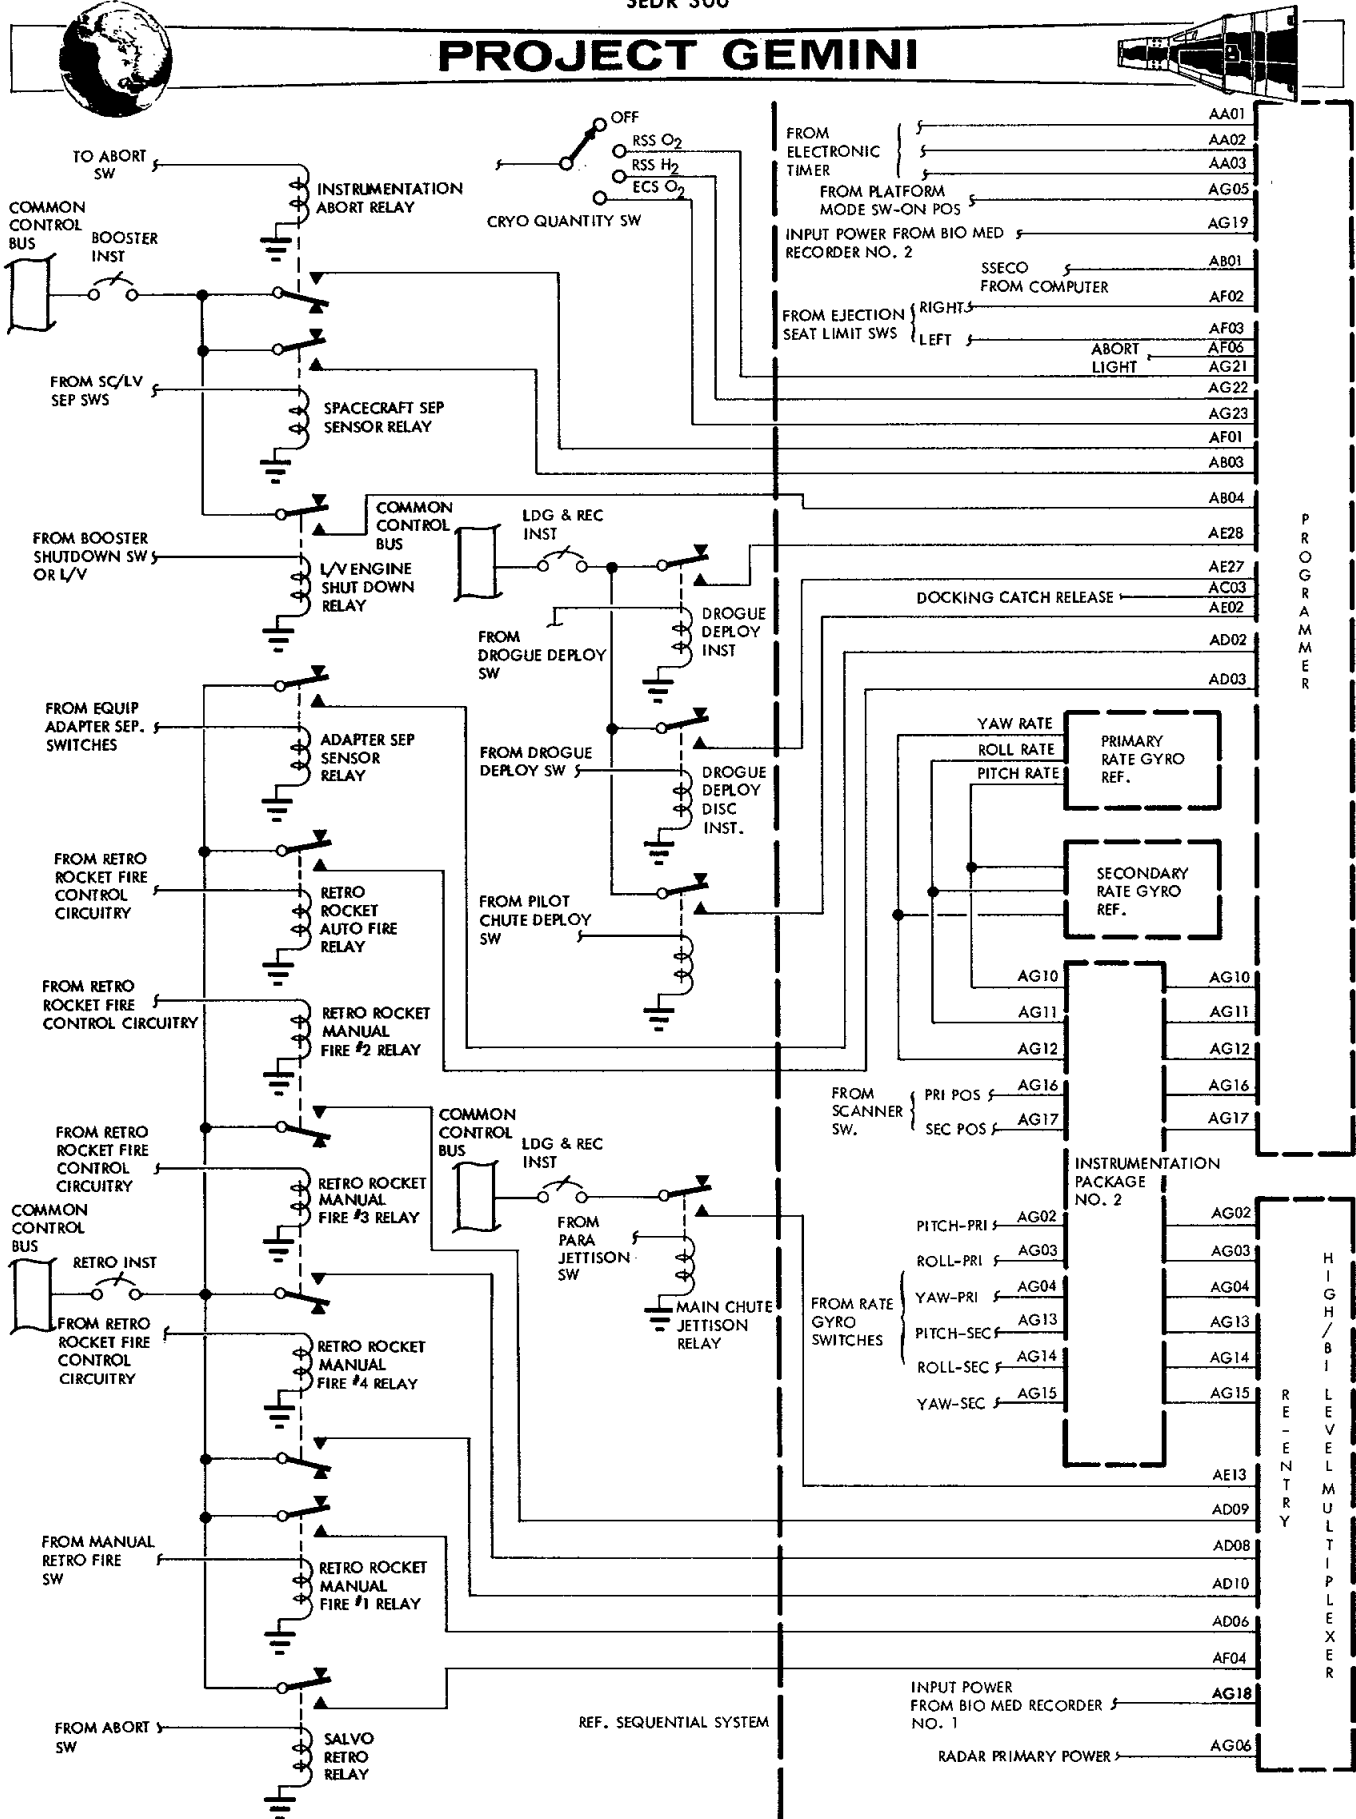 SEDR 300
PROJECT GEMINI
TO ABORT
SW
INSTRUMENTATION
ABORT RELAY
COMMON
CONTROL
BUS
BOOSTER
INST
FROM SC/LV
SEP SWS
SPACECRAFT SEP
SENSOR RELAY
FROM BOOSTER
SHUTDOWN SW
OR L/V
L/V ENGINE
SHUT DOWN
RELAY
FROM EQUIP
ADAPTER SEP.
SWITCHES
ADAPTER SEP
SENSOR
RELAY
FROM RETRO
ROCKET FIRE
CONTROL
CIRCUITRY
RETRO
ROCKET
AUTO FIRE
RELAY
FROM RETRO
ROCKET FIRE
CONTROL CIRCUITRY
RETRO ROCKET
MANUAL
FIRE #2 RELAY
FROM RETRO
ROCKET FIRE
CONTROL
CIRCUITRY
RETRO ROCKET
MANUAL
FIRE #3 RELAY
COMMON
CONTROL
BUS
RETRO INST
FROM RETRO
ROCKET FIRE
CONTROL
CIRCUITRY
RETRO ROCKET
MANUAL
FIRE #4 RELAY
FROM MANUAL
RETRO FIRE
SW
RETRO ROCKET
MANUAL
FIRE #1 RELAY
FROM ABORT
SW
SALVO
RETRO
RELAY
OFF
RSS O2
RSS H2
ECS O2
CRYO QUANTITY SW
COMMON
CONTROL
BUS
LDG & REC
INST
FROM
DROGUE DEPLOY
SW
DROGUE
DEPLOY
INST
FROM DROGUE
DEPLOY SW
DROGUE
DEPLOY
DISC
INST.
FROM PILOT
CHUTE DEPLOY
SW
COMMON
CONTROL
BUS
LDG & REC
INST
FROM
PARA
JETTISON
SW
MAIN CHUTE
JETTISON
RELAY
REF. SEQUENTIAL SYSTEM
FROM
ELECTRONIC
TIMER
AA01
AA02
AA03
FROM PLATFORM
MODE SW-ON POS
AG05
INPUT POWER FROM BIO MED
RECORDER NO. 2
AG19
SSECO
FROM COMPUTER
AB01
FROM EJECTION
SEAT LIMIT SWS
RIGHT
AF02
LEFT
AF03
ABORT
LIGHT
AF06
AG21
AG22
AG23
AF01
AB03
AB04
AE28
AE27
DOCKING CATCH RELEASE
AC03
AE02
AD02
AD03
PROGRAMMER
YAW RATE
ROLL RATE
PITCH RATE
PRIMARY
RATE GYRO
REF.
SECONDARY
RATE GYRO
REF.
AG10 AG10
AG11 AG11
AG12 AG12
FROM
SCANNER
SW.
PRI POS AG16 AG16
SEC POS AG17 AG17
INSTRUMENTATION
PACKAGE
NO. 2
PITCH-PRI AG02 AG02
ROLL-PRI AG03 AG03
FROM RATE
GYRO
SWITCHES
YAW-PRI AG04 AG04
PITCH-SEC AG13 AG13
ROLL-SEC AG14 AG14
YAW-SEC AG15 AG15
AE13
AD09
AD08
AD10
AD06
AF04
INPUT POWER
FROM BIO MED RECORDER
NO. 1
AG18
RADAR PRIMARY POWER
AG06
RE-ENTRY
HIGH/BI LEVEL MULTIPLEXER